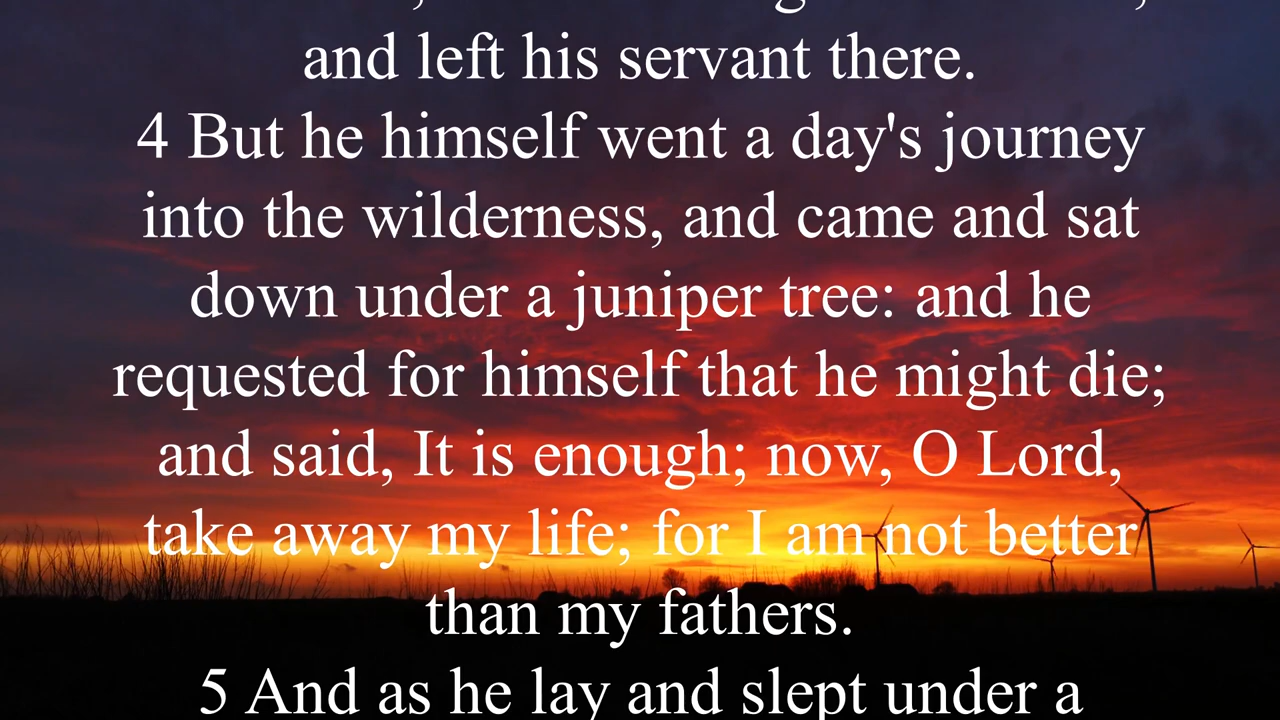 and left his servant there.
4 But he himself went a day's journey
into the wilderness, and came and sat
down under a juniper tree: and he
requested for himself that he might die;
and said, It is enough; now, O Lord,
take away my life; for I am not better
than my fathers.
5 And as he lay and slept under a